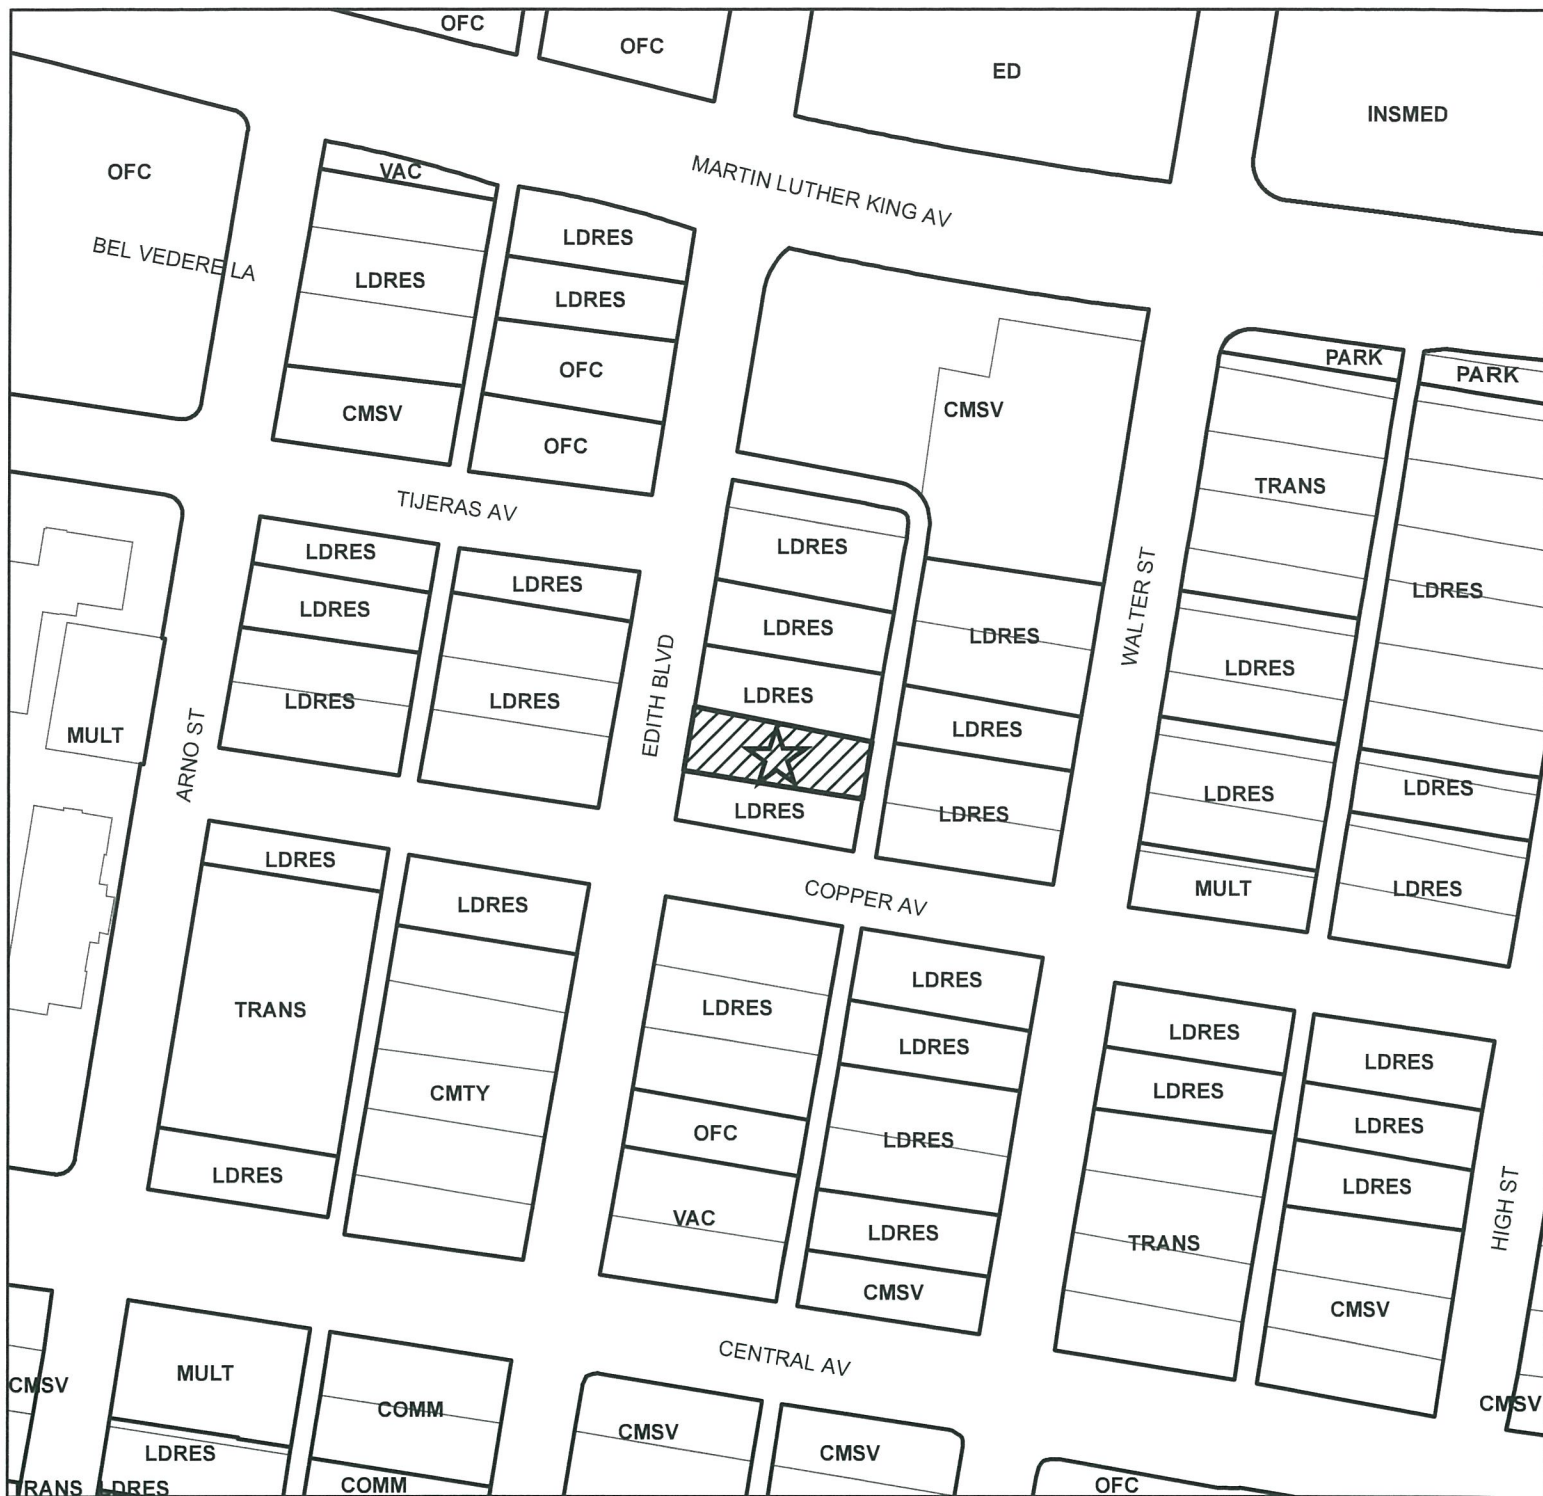 OFC
OFC
ED
INSMED
OFC
VAC
MARTIN LUTHER KING AV
BEL VEDERE LA
LDRES
LDRES
LDRES
PARK
PARK
OFC
CMSV
CMSV
OFC
TRANS
TIJERAS AV
LDRES
LDRES
LDRES
LDRES
LDRES
LDRES
LDRES
WALTER ST
LDRES
EDITH BLVD
LDRES
LDRES
LDRES
MULT
ARNO ST
LDRES
LDRES
LDRES
LDRES
LDRES
LDRES
COPPER AV
MULT
LDRES
LDRES
LDRES
LDRES
TRANS
LDRES
LDRES
LDRES
LDRES
LDRES
CMTY
OFC
LDRES
LDRES
LDRES
LDRES
HIGH ST
VAC
LDRES
TRANS
CMSV
CMSV
CENTRAL AV
MULT
CMSV
COMM
CMSV
CMSV
CMSV
LDRES
TRANS
LDRES
COMM
OFC